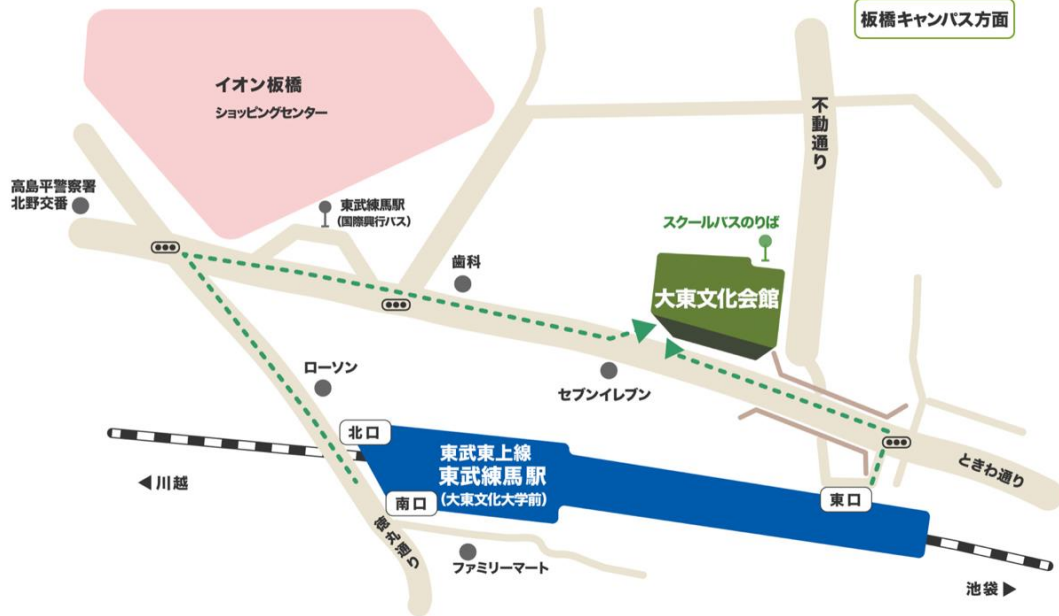 板橋キャンパス方面
イオン板橋
ショッピングセンター
不動通り
高島平警察署
北野交番
東武練馬駅
(国際興行バス)
スクールバスのりば
歯科
大東文化会館
ローソン
セブンイレブン
北口
東武東上線
東武練馬駅
(大東文化大学前)
◀川越
南口
東口
ときわ通り
徳丸通り
ファミリーマート
池袋▶